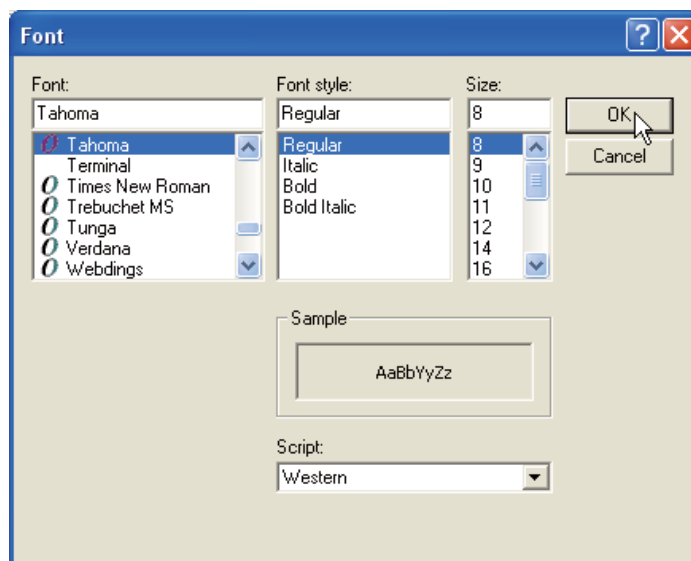 Font
Font:
Tahoma
Tahoma
Terminal
Times New Roman
Trebuchet MS
Tunga
Verdana
Webdings
Font style:
Regular
Regular
Italic
Bold
Bold Italic
Size:
8
8
9
10
11
12
14
16
OK
Cancel
Sample
AaBbYyZz
Script:
Western